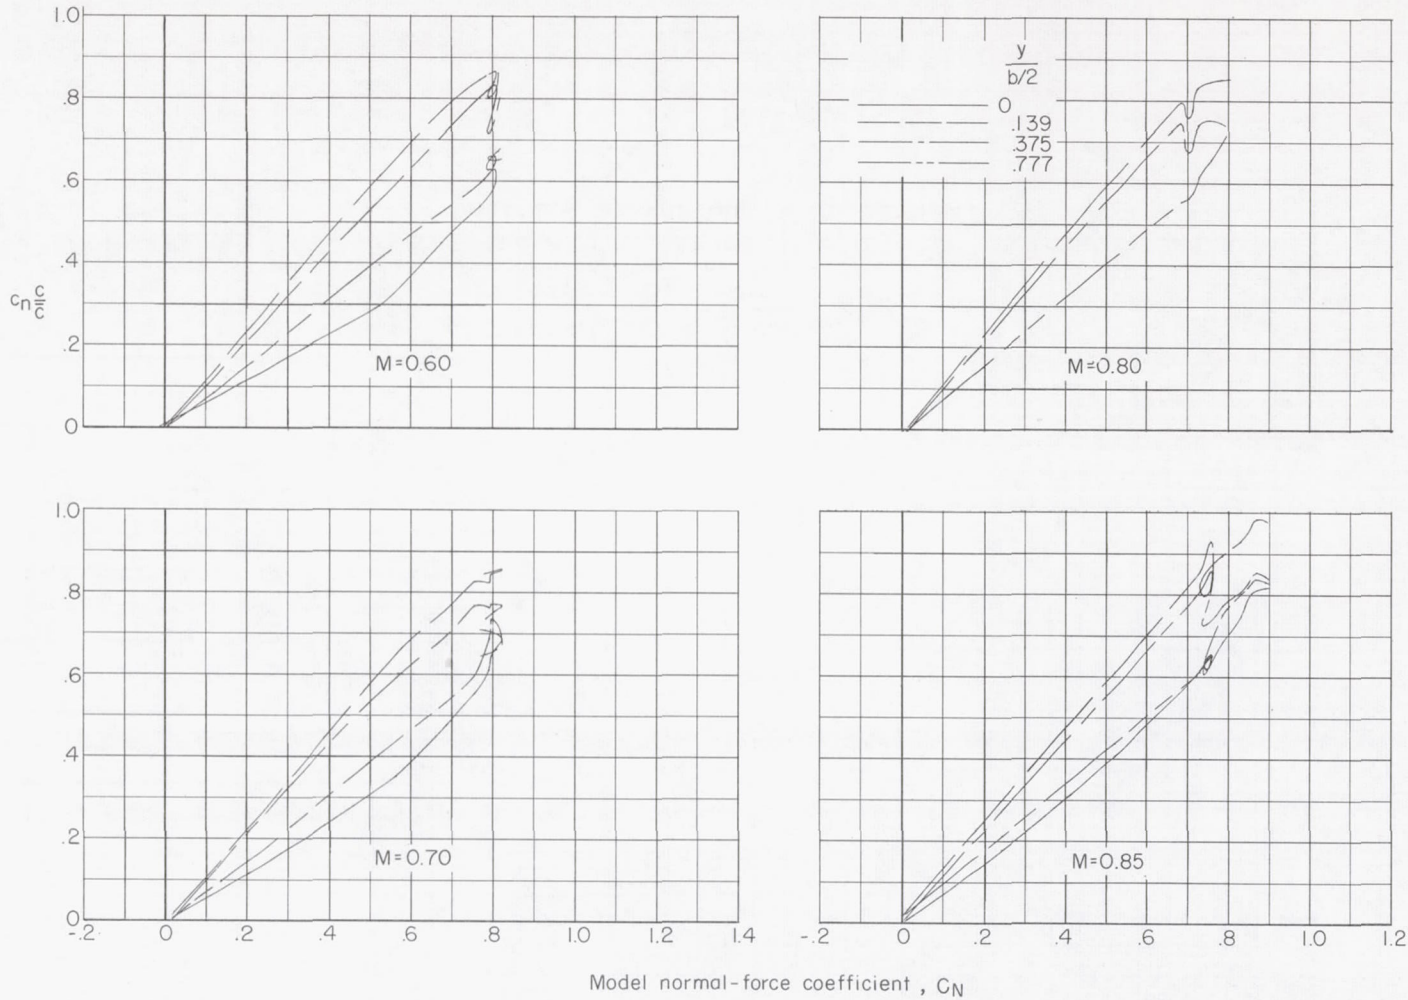 1.0
.8
.6
.4
.2
0
c_n c/c̄
M=0.60
y
b/2
0
.139
.375
.777
M=0.80
1.0
.8
.6
.4
.2
0
M=0.70
M=0.85
-.2 0 .2 .4 .6 .8 1.0 1.2 1.4
-.2 0 .2 .4 .6 .8 1.0 1.2
Model normal-force coefficient , C_N